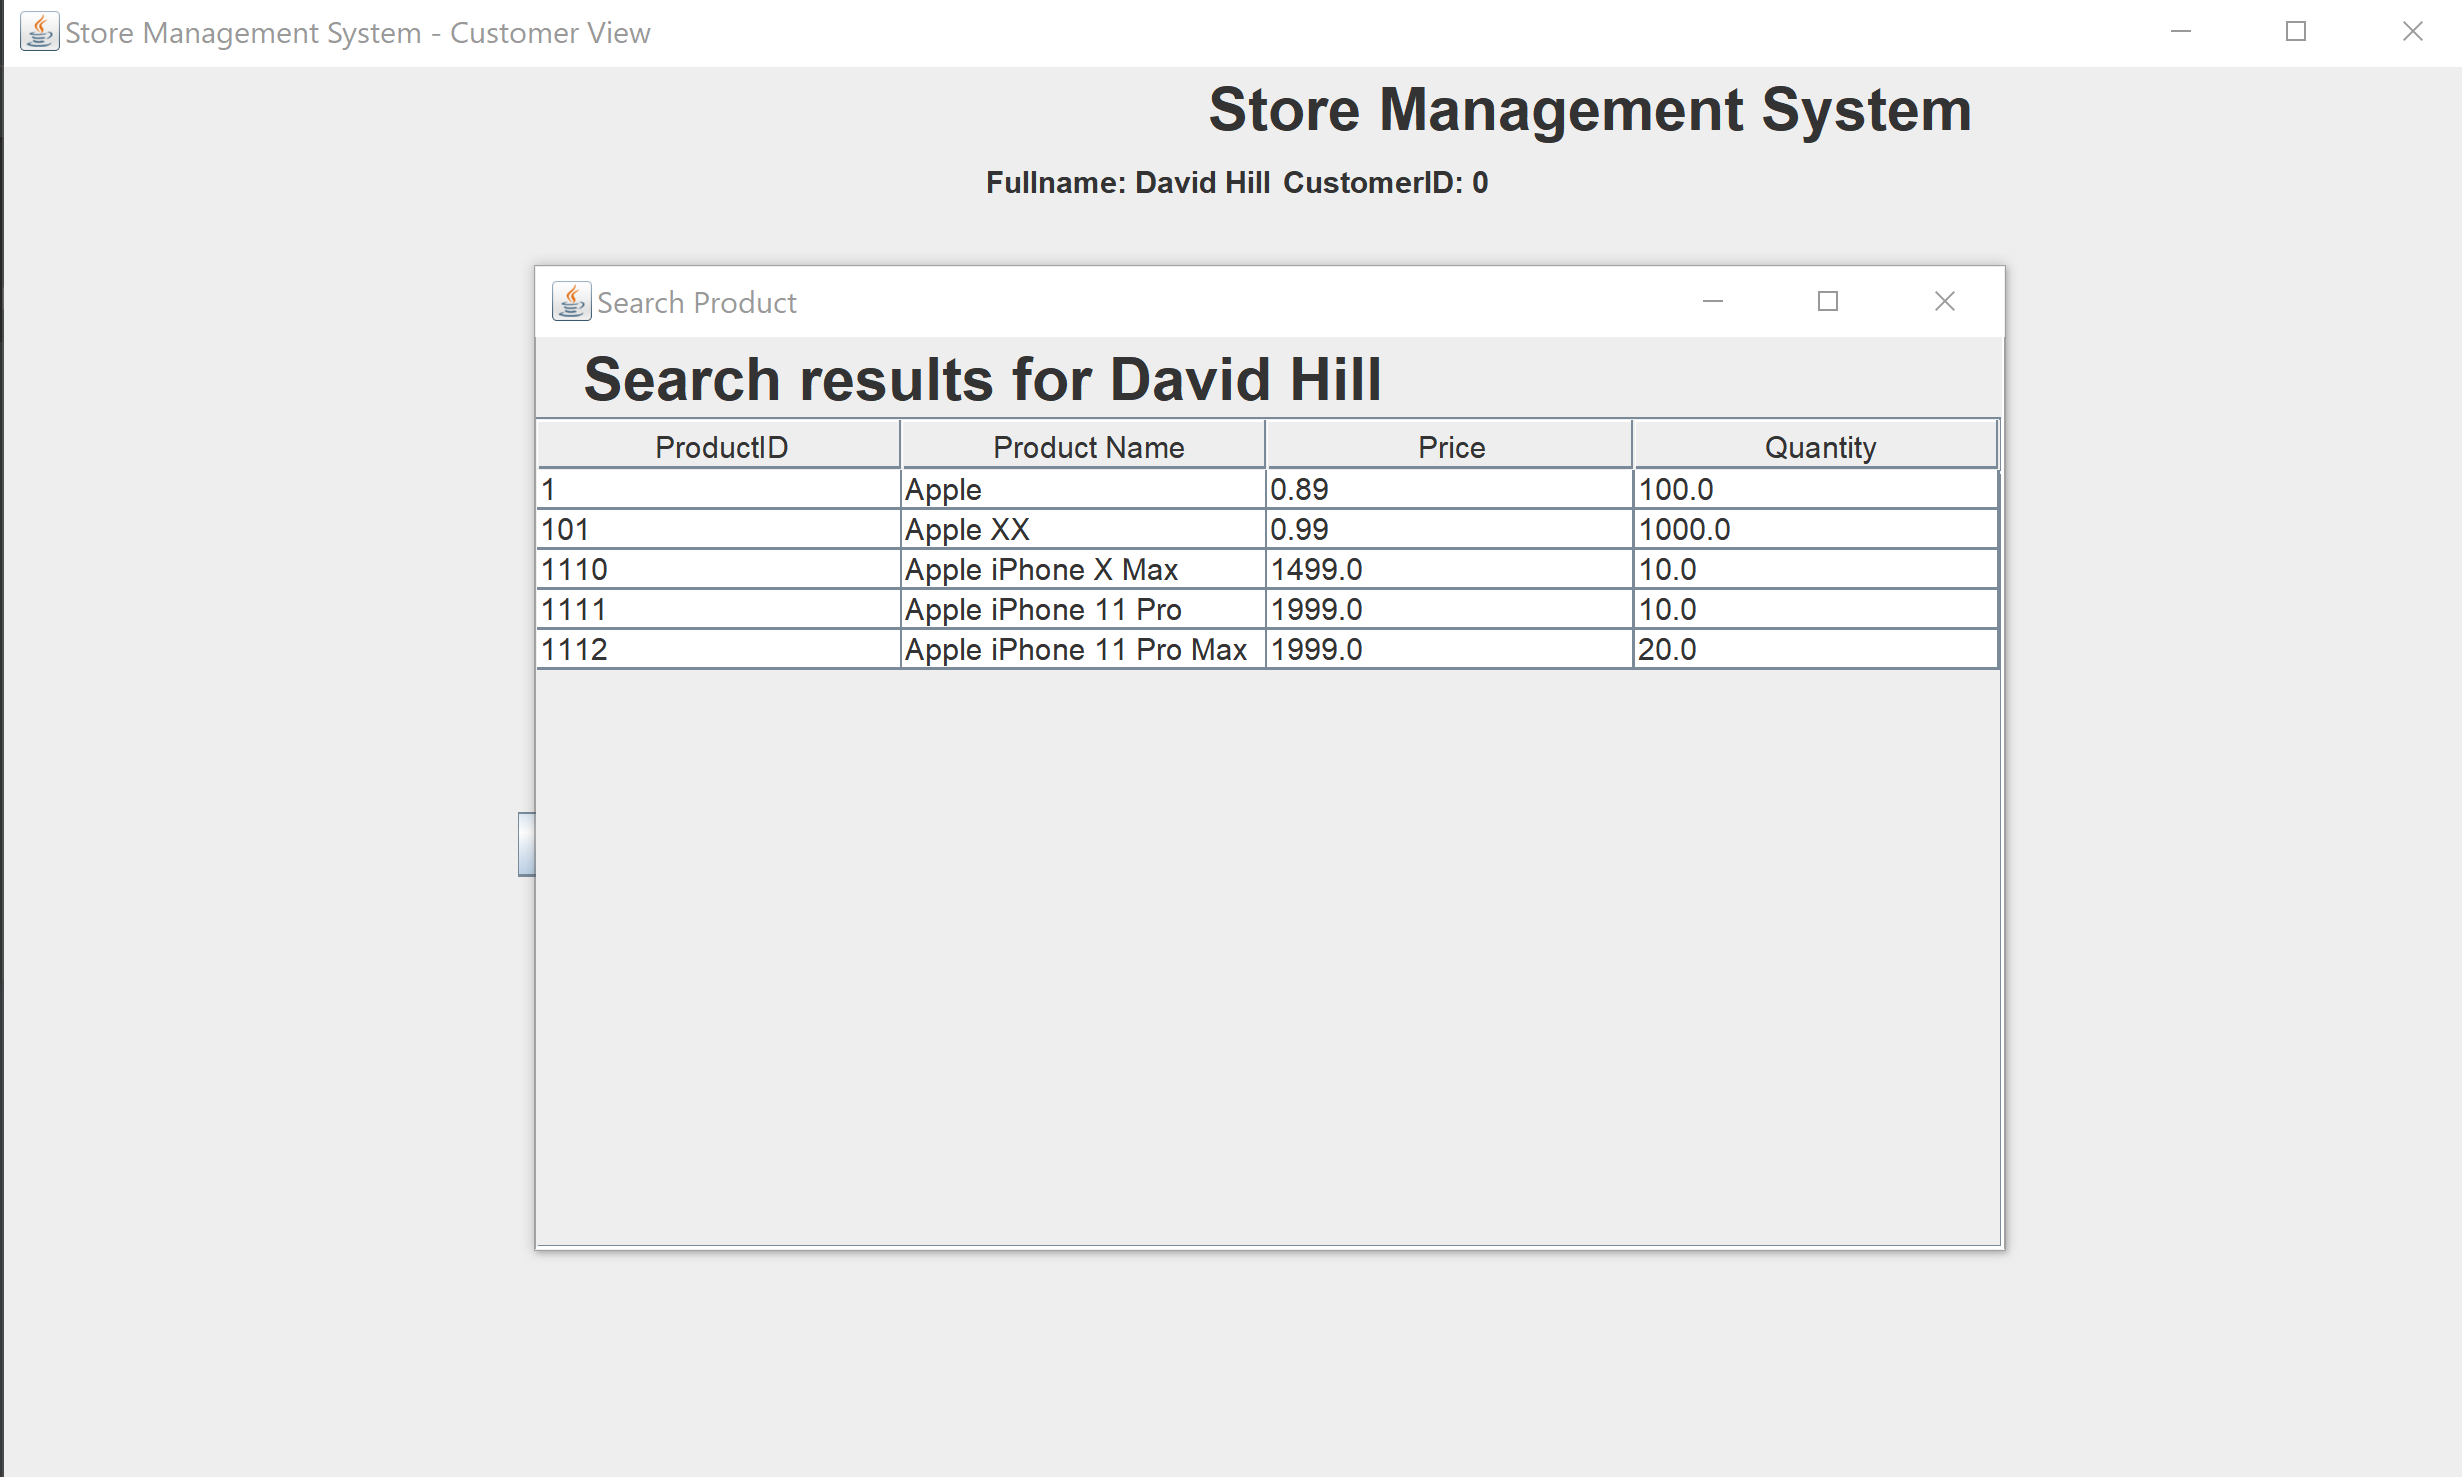 Store Management System - Customer View
Store Management System
Fullname: David Hill CustomerID: 0
Search Product
Search results for David Hill
ProductID Product Name Price Quantity
1 Apple 0.89 100.0
101 Apple XX 0.99 1000.0
1110 Apple iPhone X Max 1499.0 10.0
1111 Apple iPhone 11 Pro 1999.0 10.0
1112 Apple iPhone 11 Pro Max 1999.0 20.0